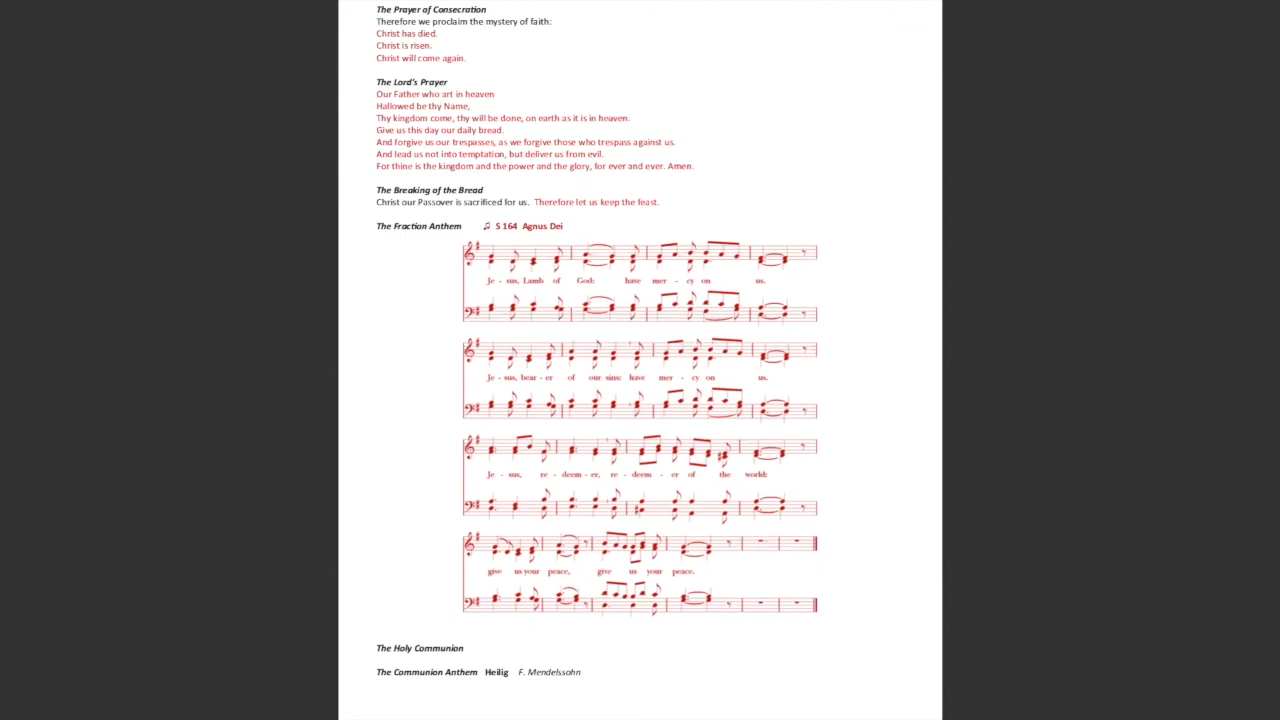 The Prayer of Consecration
Therefore we proclaim the mystery of faith:
Christ has died.
Christ is risen.
Christ will come again.
The Lord's Prayer
Our Father who art in heaven
Hallowed be thy Name,
Thy kingdom come, thy will be done, on earth as it is in heaven.
Give us this day our daily bread.
And forgive us our trespasses, as we forgive those who trespass against us.
And lead us not into temptation, but deliver us from evil.
For thine is the kingdom and the power and the glory, for ever and ever. Amen.
The Breaking of the Bread
Christ our Passover is sacrificed for us. Therefore let us keep the feast.
The Fraction Anthem ♫ S 164 Agnus Dei
Je - sus, Lamb of God: have mer - cy on us.
Je - sus, bear - er of our sins: have mer - cy on us.
Je - sus, re - deem - er, re - deem - er of the world:
give us your peace, give us your peace.
The Holy Communion
The Communion Anthem Heilig F. Mendelssohn